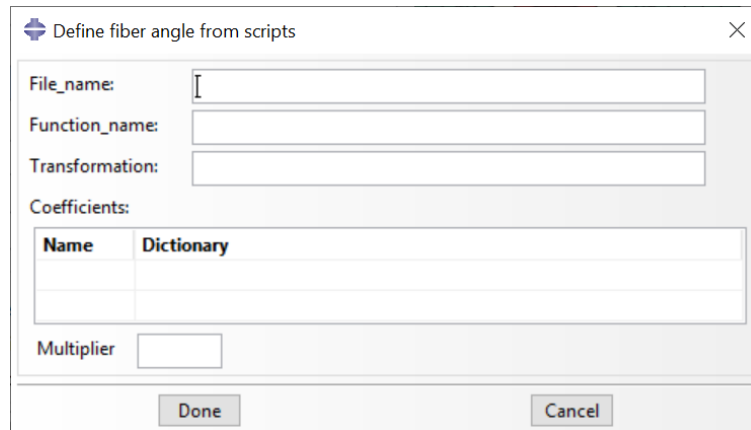 Define fiber angle from scripts
File_name:
Function_name:
Transformation:
Coefficients:
Name Dictionary
Multiplier
Done Cancel